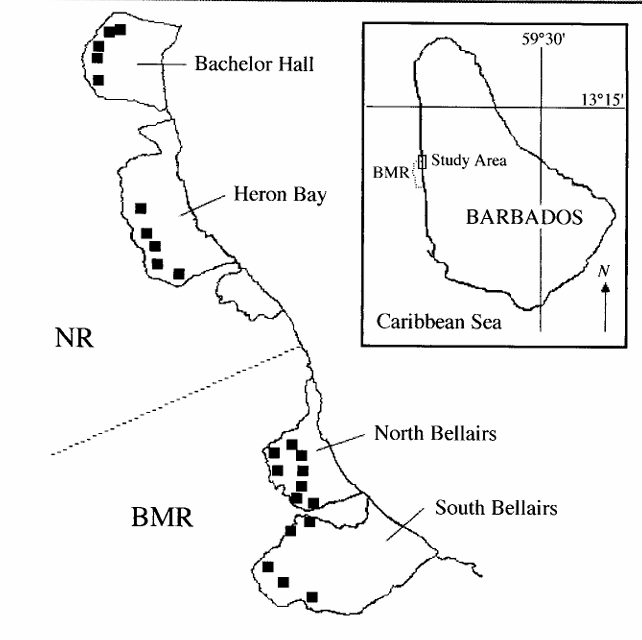 Bachelor Hall
Heron Bay
NR
North Bellairs
BMR
South Bellairs
59°30'
13°15'
Study Area
BMR
BARBADOS
N
Caribbean Sea